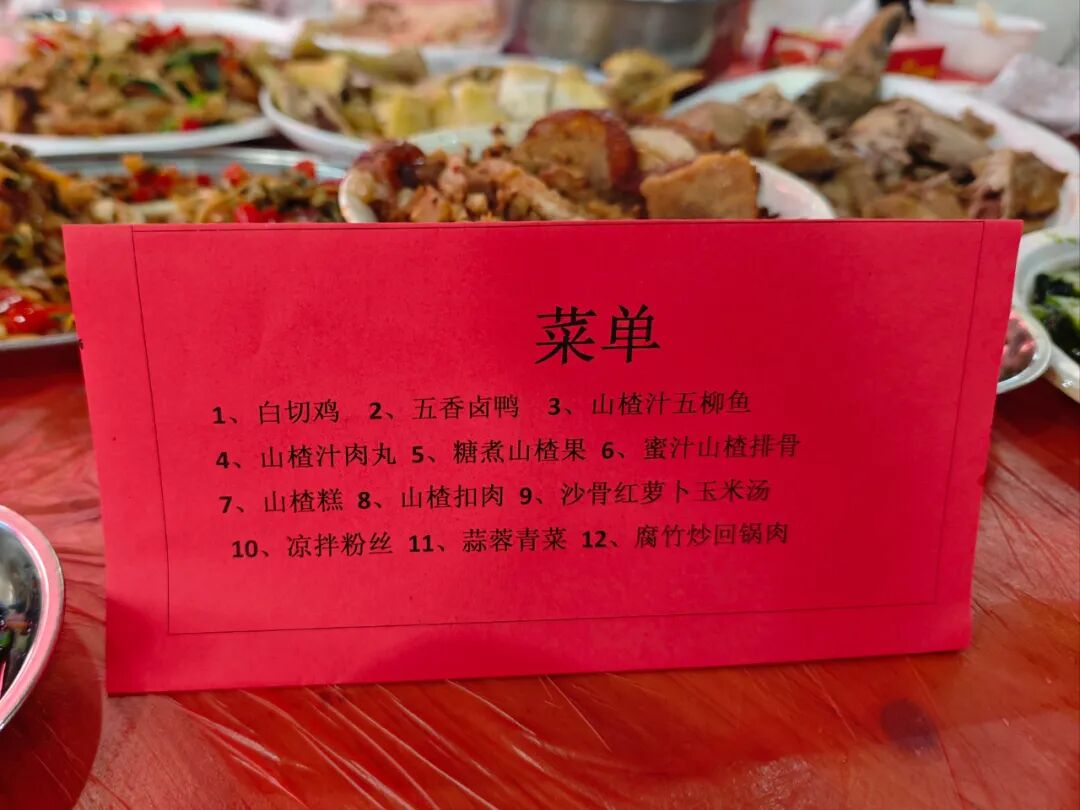 菜单
1、白切鸡 2、五香卤鸭 3、山楂汁五柳鱼
4、山楂汁肉丸 5、糖煮山楂果 6、蜜汁山楂排骨
7、山楂糕 8、山楂扣肉 9、沙骨红萝卜玉米汤
10、凉拌粉丝 11、蒜蓉青菜 12、腐竹炒回锅肉